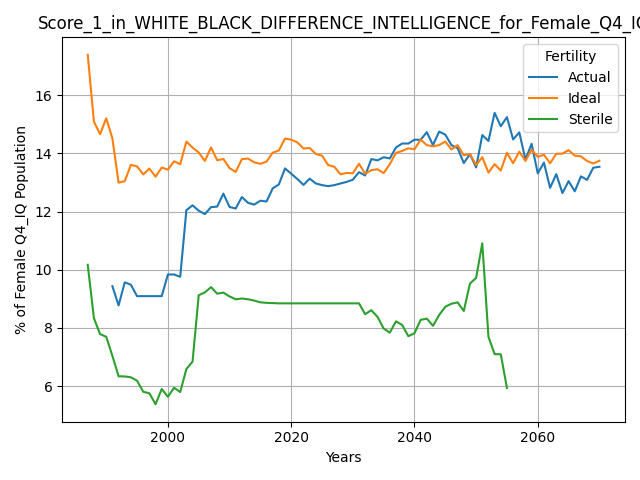 Score_1_in_WHITE_BLACK_DIFFERENCE_INTELLIGENCE_for_Female_Q4_IQ
Fertility
Actual
Ideal
Sterile
% of Female Q4_IQ Population
16
14
12
10
8
6
2000
2020
2040
2060
Years